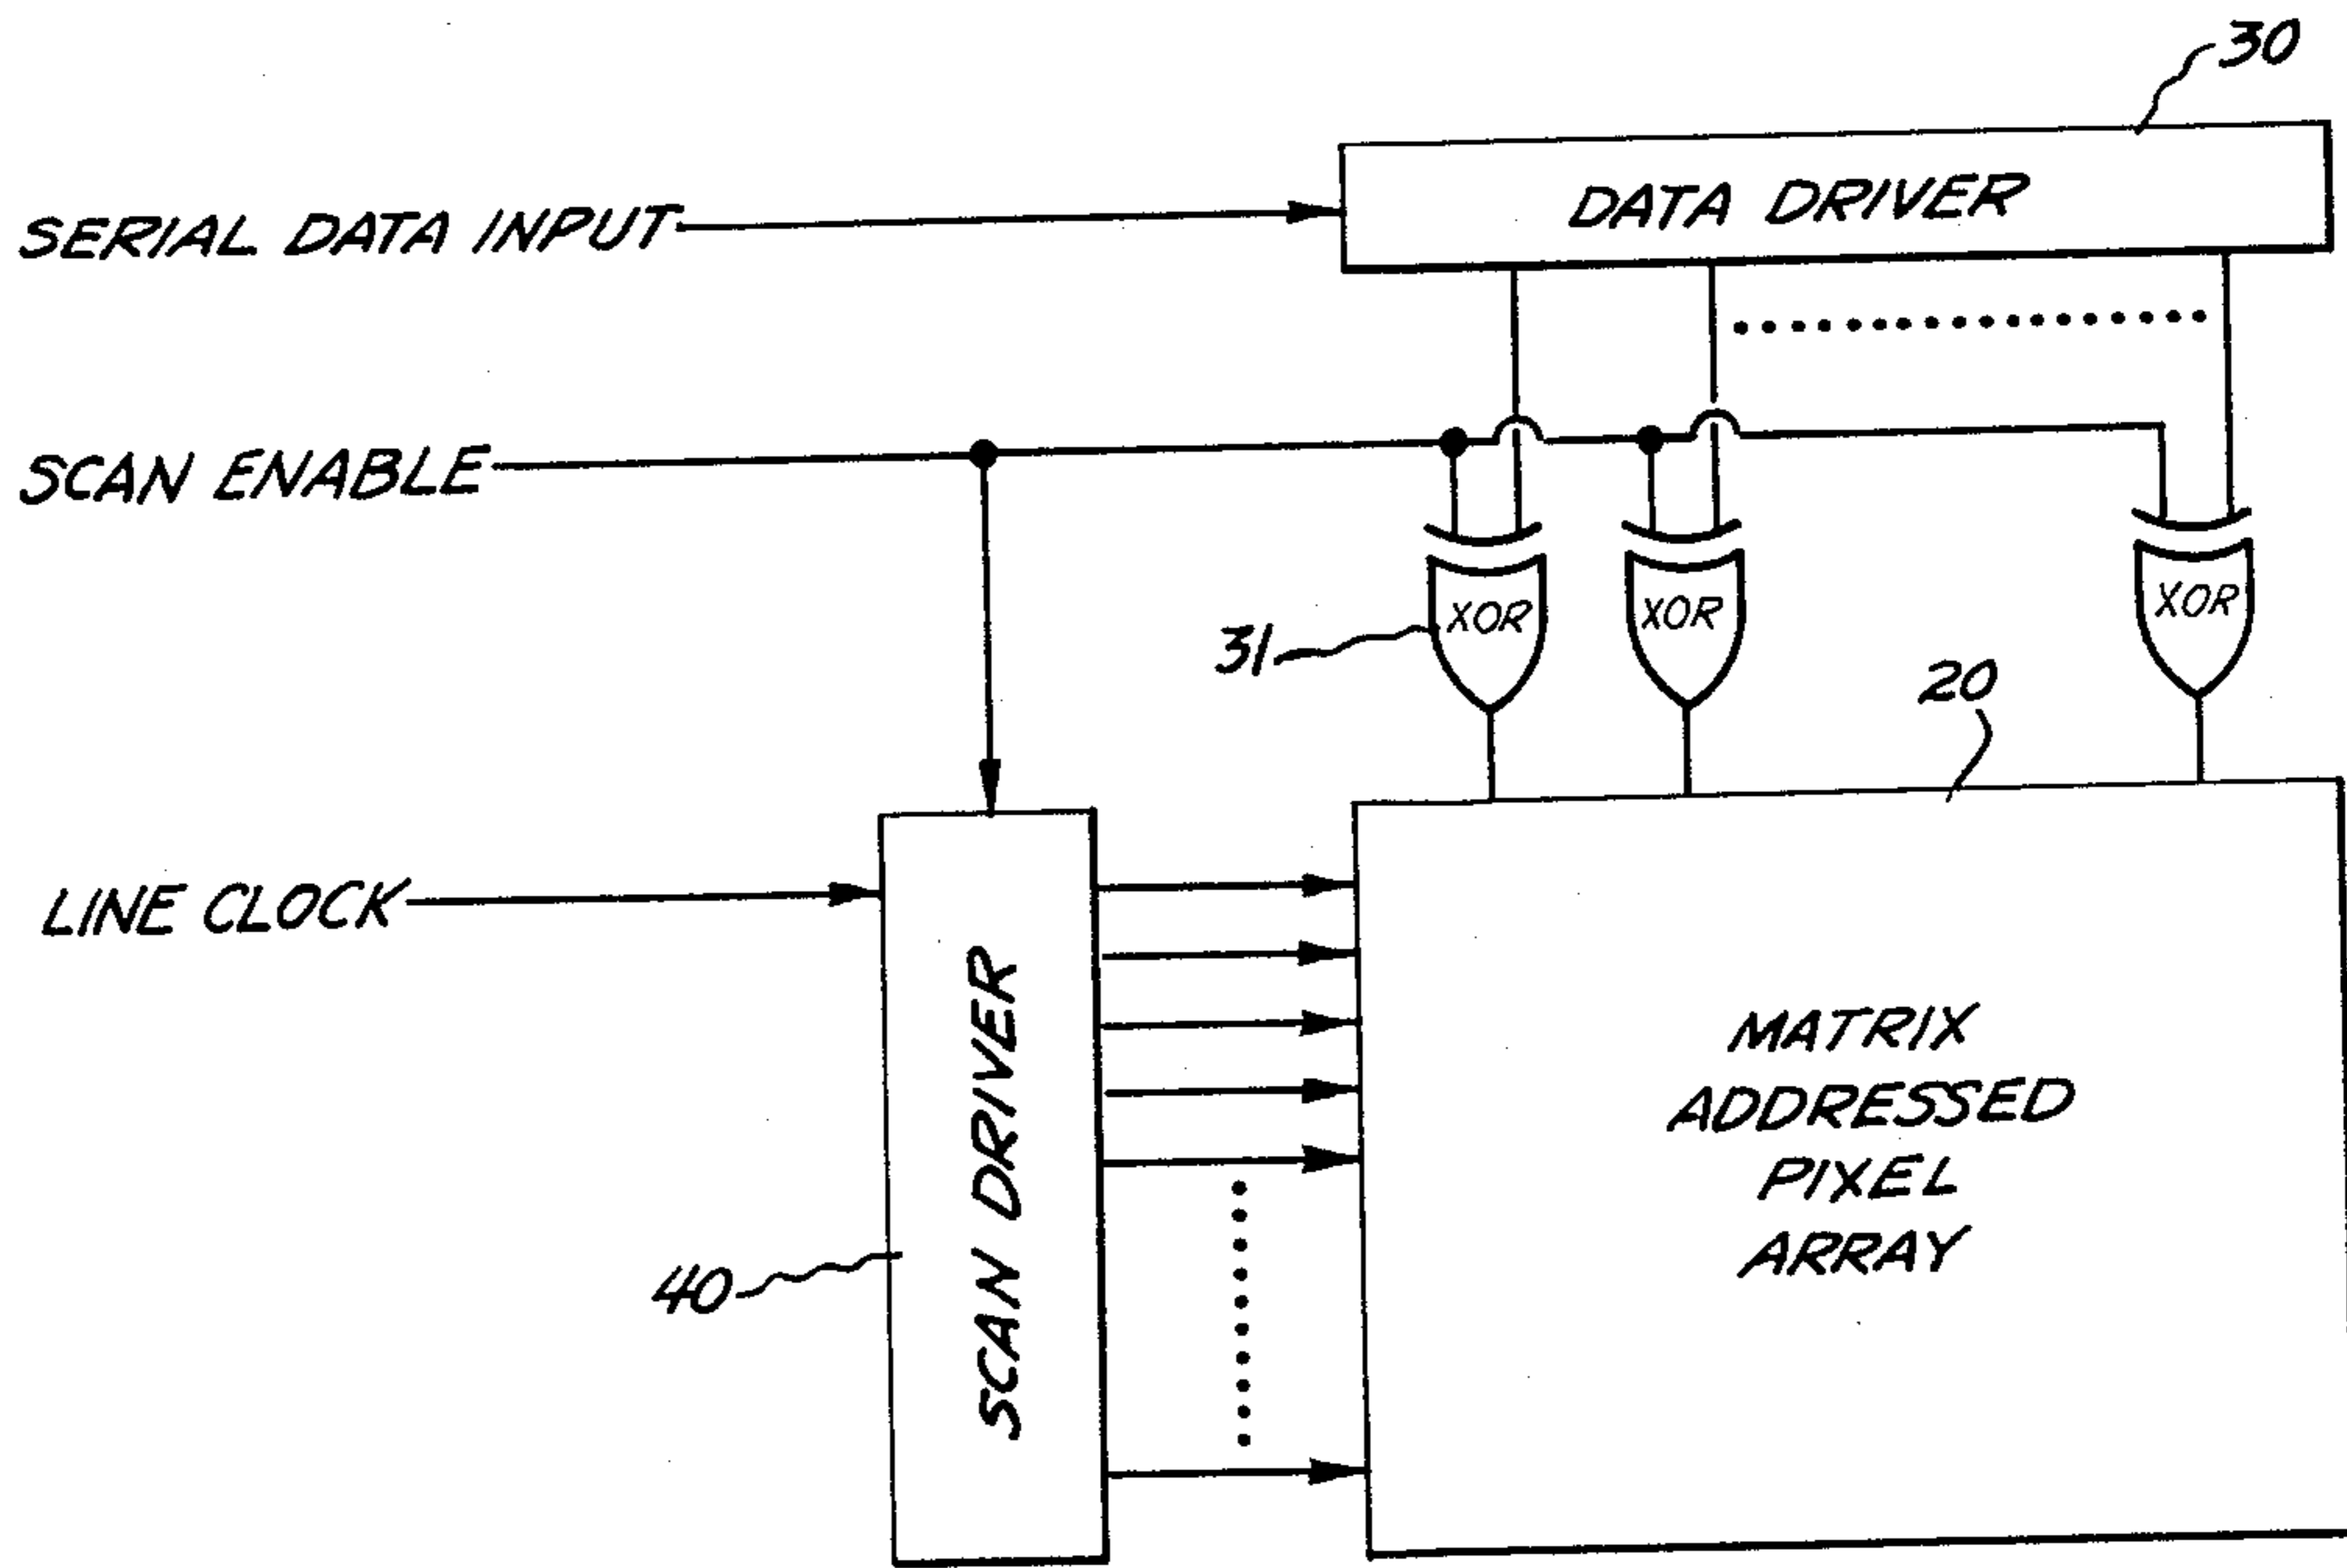 30
DATA DRIVER
SERIAL DATA INPUT
SCAN ENABLE
XOR
XOR
XOR
31
20
LINE CLOCK
SCAN DRIVER
40
MATRIX
ADDRESSED
PIXEL
ARRAY